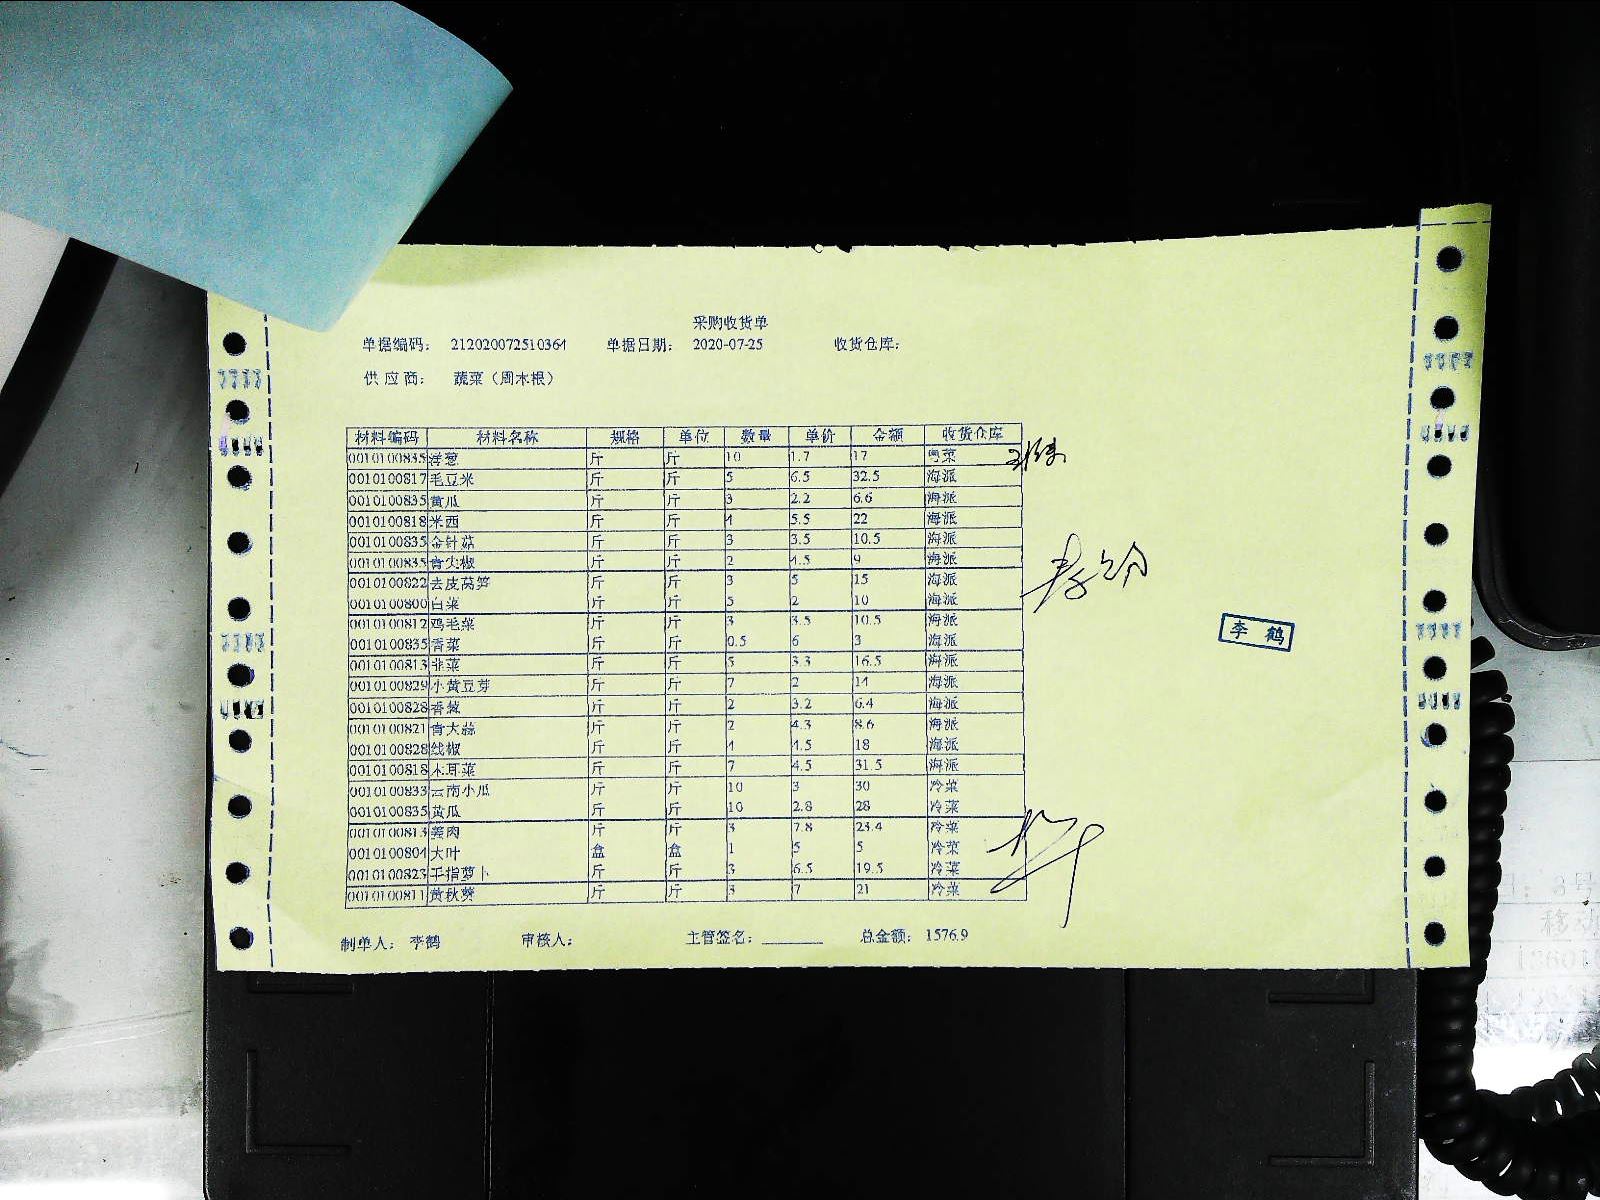 采购收货单
单据编码： 212020072510364 单据日期： 2020-07-25 收货仓库：
供 应 商： 蔬菜（周木根）
材料编码 材料名称 规格 单位 数量 单价 金额 收货仓库
0010100835 洋葱 斤 斤 10 1.7 17 粤菜
0010100817 毛豆米 斤 斤 5 6.5 32.5 海派
0010100835 黄瓜 斤 斤 3 2.2 6.6 海派
0010100818 米西 斤 斤 4 5.5 22 海派
0010100835 金针菇 斤 斤 3 3.5 10.5 海派
0010100835 青尖椒 斤 斤 2 4.5 9 海派
0010100822 去皮莴笋 斤 斤 3 5 15 海派
0010100800 白菜 斤 斤 5 2 10 海派
0010100812 鸡毛菜 斤 斤 3 3.5 10.5 海派
0010100835 香菜 斤 斤 0.5 6 3 海派
0010100813 韭菜 斤 斤 5 3.3 16.5 海派
0010100829 小黄豆芽 斤 斤 7 2 14 海派
0010100828 香葱 斤 斤 2 3.2 6.4 海派
0010100821 青大蒜 斤 斤 2 4.3 8.6 海派
0010100828 线椒 斤 斤 4 4.5 18 海派
0010100818 木耳菜 斤 斤 7 4.5 31.5 海派
0010100833 云南小瓜 斤 斤 10 3 30 冷菜
0010100835 黄瓜 斤 斤 10 2.8 28 冷菜
0010100813 姜肉 斤 斤 3 7.8 23.4 冷菜
0010100804 大叶 盒 盒 1 5 5 冷菜
0010100823 手指萝卜 斤 斤 3 6.5 19.5 冷菜
0010100811 黄秋葵 斤 斤 3 7 21 冷菜
李 鹤
制单人： 李鹤 审核人： 主管签名： 总金额： 1576.9